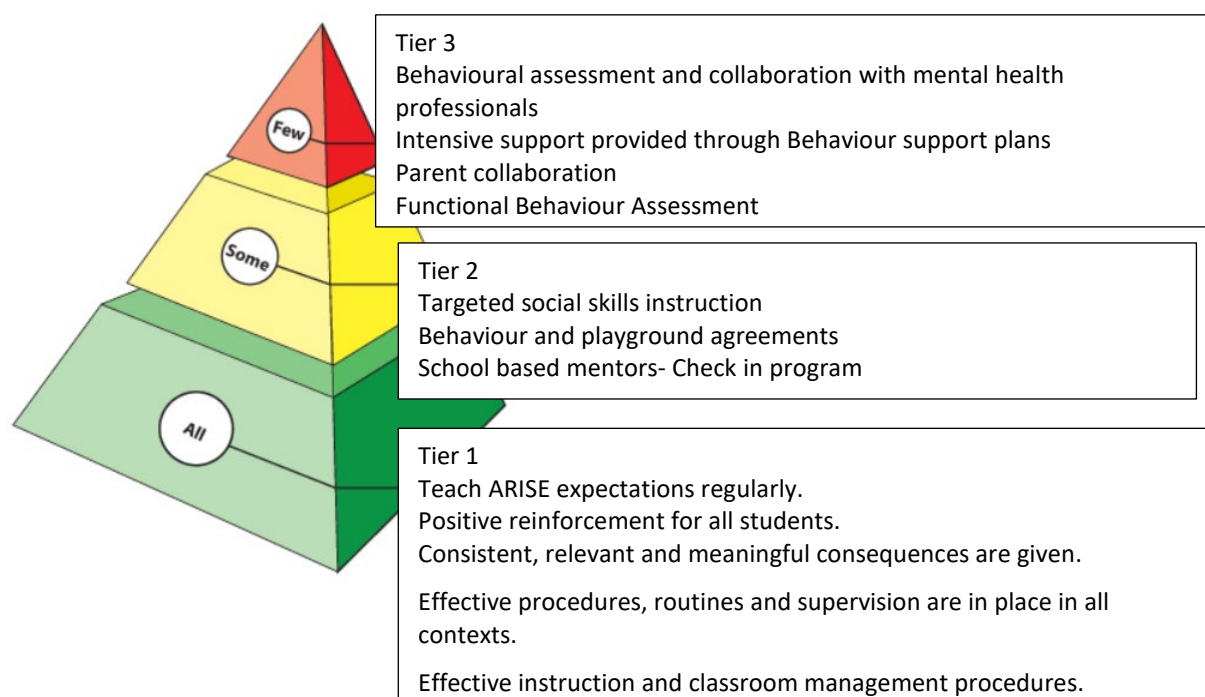 Tier 3
Behavioural assessment and collaboration with mental health
professionals
Intensive support provided through Behaviour support plans
Parent collaboration
Functional Behaviour Assessment
Few
Tier 2
Targeted social skills instruction
Behaviour and playground agreements
School based mentors- Check in program
Some
Tier 1
Teach ARISE expectations regularly.
Positive reinforcement for all students.
Consistent, relevant and meaningful consequences are given.
Effective procedures, routines and supervision are in place in all
contexts.
Effective instruction and classroom management procedures.
All